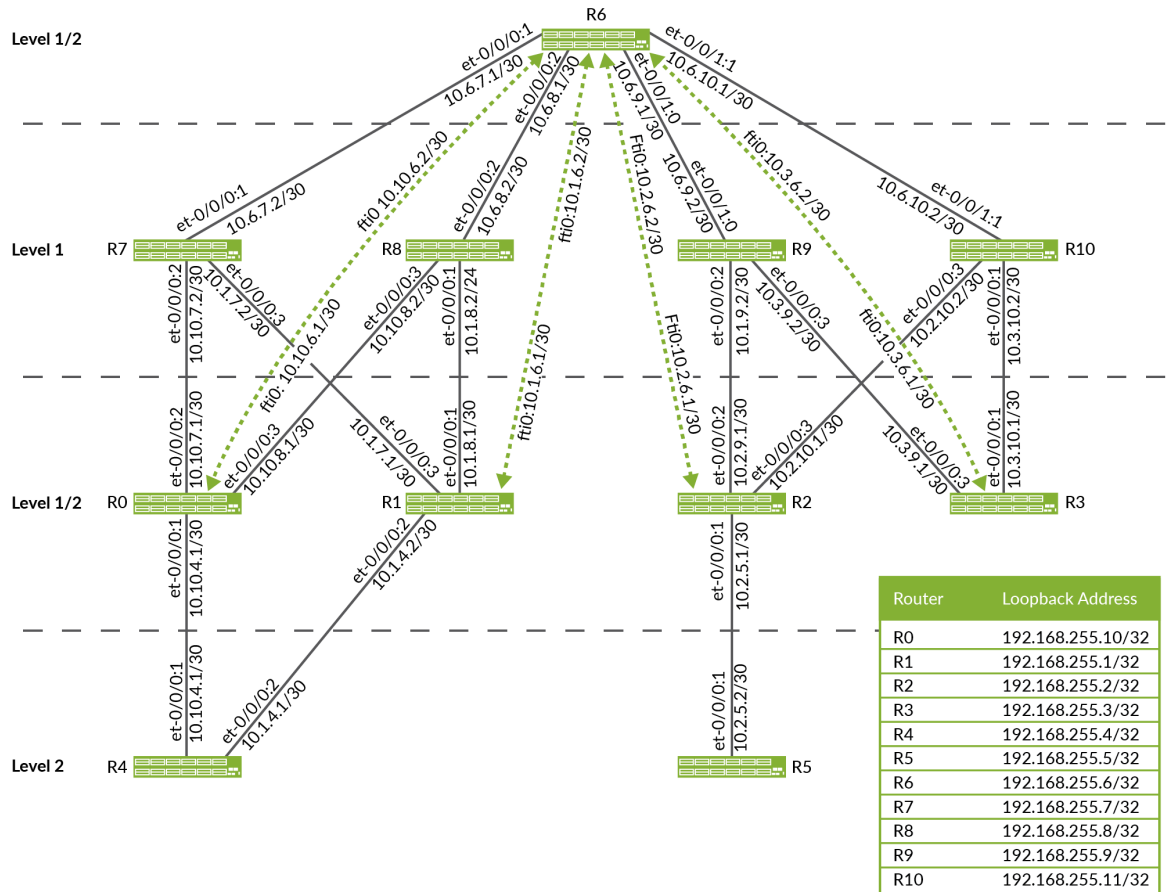 R6
Level 1/2
et-0/0/0:1
10.6.7.1/30
et-0/0/0:2
10.6.8.1/30
et-0/0/1:0
10.6.9.1/30
et-0/0/1:1
10.6.10.1/30
fti0 10:10.6.2/30
fti0:10.1.6.2/30
Fti0:10.2.6.2/30
fti0:10.3.6.2/30
et-0/0/0:1
10.6.7.2/30
et-0/0/0:2
10.6.8.2/30
et-0/0/1:0
10.6.9.2/30
et-0/0/1:1
10.6.10.2/30
Level 1
R7
R8
R9
R10
et-0/0/0:2
10.10.7.2/30
et-0/0/0:3
10.1.7.2/30
et-0/0/0:3
10.10.8.2/30
et-0/0/0:1
10.1.8.2/24
et-0/0/0:2
10.1.9.2/30
et-0/0/0:3
10.3.9.2/30
et-0/0/0:3
10.2.10.2/30
et-0/0/0:1
10.3.10.2/30
fti0: 10.10.6.1/30
fti0:10.1.6.1/30
Fti0:10.2.6.1/30
fti0:10.3.6.1/30
et-0/0/0:2
10.10.7.1/30
et-0/0/0:3
10.10.8.1/30
et-0/0/0:3
10.1.7.1/30
et-0/0/0:1
10.1.8.1/30
et-0/0/0:2
10.2.9.1/30
et-0/0/0:3
10.2.10.1/30
et-0/0/0:3
10.3.9.1/30
et-0/0/0:1
10.3.10.1/30
Level 1/2
R0
R1
R2
R3
et-0/0/0:1
10.10.4.1/30
et-0/0/0:2
10.1.4.2/30
et-0/0/0:1
10.2.5.1/30
et-0/0/0:1
10.10.4.1/30
et-0/0/0:2
10.1.4.1/30
et-0/0/0:1
10.2.5.2/30
Level 2
R4
R5
Router Loopback Address
R0 192.168.255.10/32
R1 192.168.255.1/32
R2 192.168.255.2/32
R3 192.168.255.3/32
R4 192.168.255.4/32
R5 192.168.255.5/32
R6 192.168.255.6/32
R7 192.168.255.7/32
R8 192.168.255.8/32
R9 192.168.255.9/32
R10 192.168.255.11/32